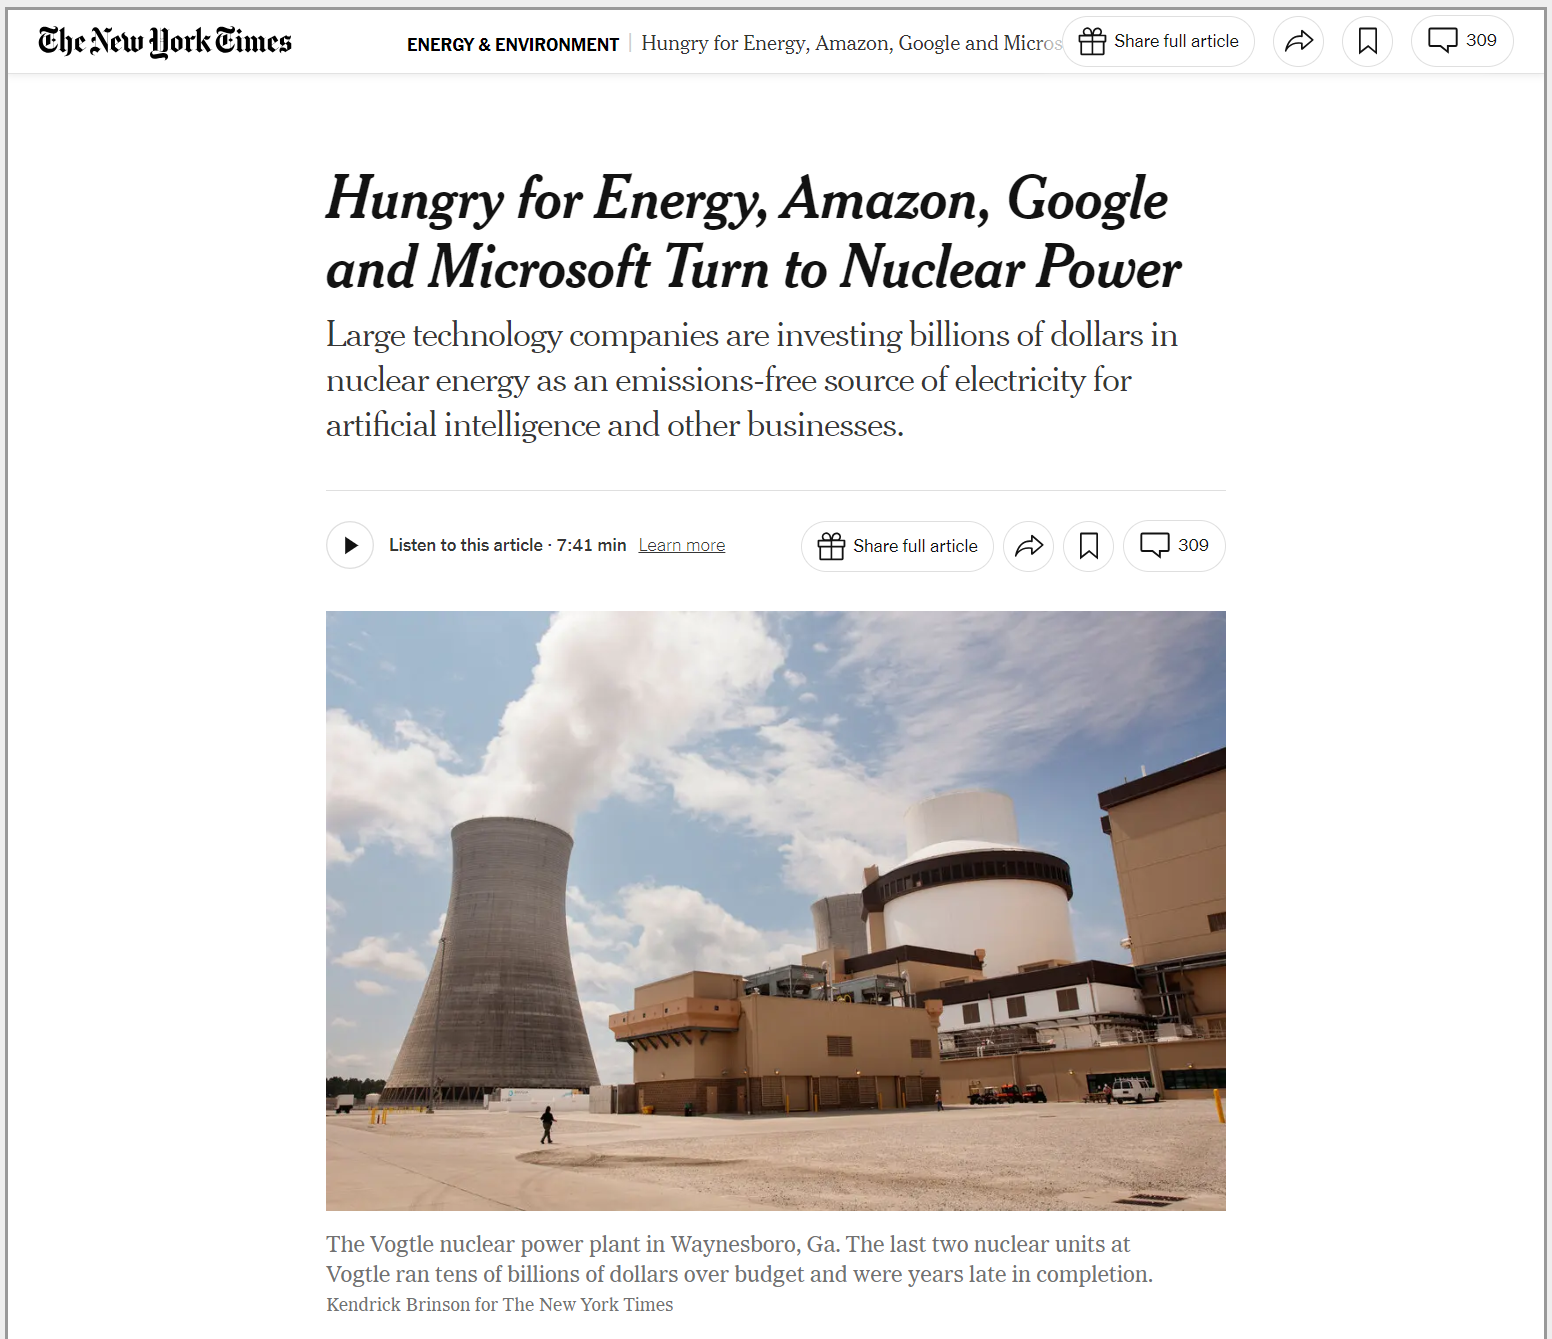 The New York Times
ENERGY & ENVIRONMENT | Hungry for Energy, Amazon, Google and Micros
Share full article
309
Hungry for Energy, Amazon, Google
and Microsoft Turn to Nuclear Power
Large technology companies are investing billions of dollars in
nuclear energy as an emissions-free source of electricity for
artificial intelligence and other businesses.
Listen to this article · 7:41 min Learn more
Share full article
309
The Vogtle nuclear power plant in Waynesboro, Ga. The last two nuclear units at
Vogtle ran tens of billions of dollars over budget and were years late in completion.
Kendrick Brinson for The New York Times